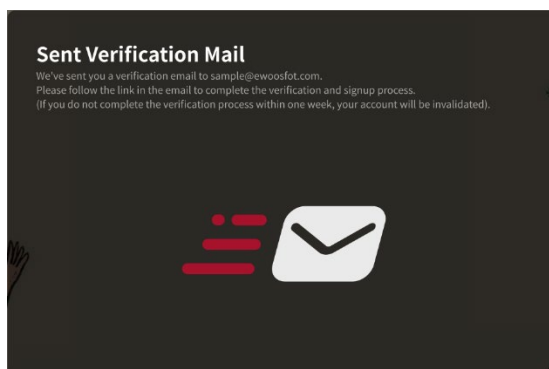 Sent Verification Mail
We've sent you a verification email to sample@ewoosfot.com.
Please follow the link in the email to complete the verification and signup process.
(If you do not complete the verification process within one week, your account will be invalidated).